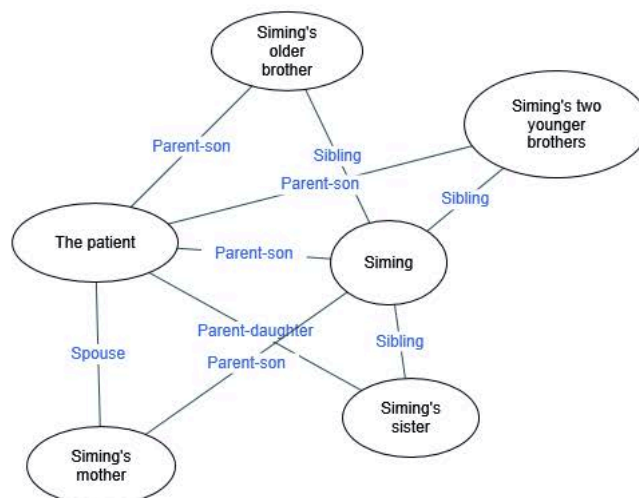 Siming's
older
brother
Siming's two
younger
brothers
Parent-son
Sibling
Parent-son
Sibling
The patient
Parent-son
Siming
Parent-daughter
Sibling
Spouse
Parent-son
Siming's
sister
Siming's
mother